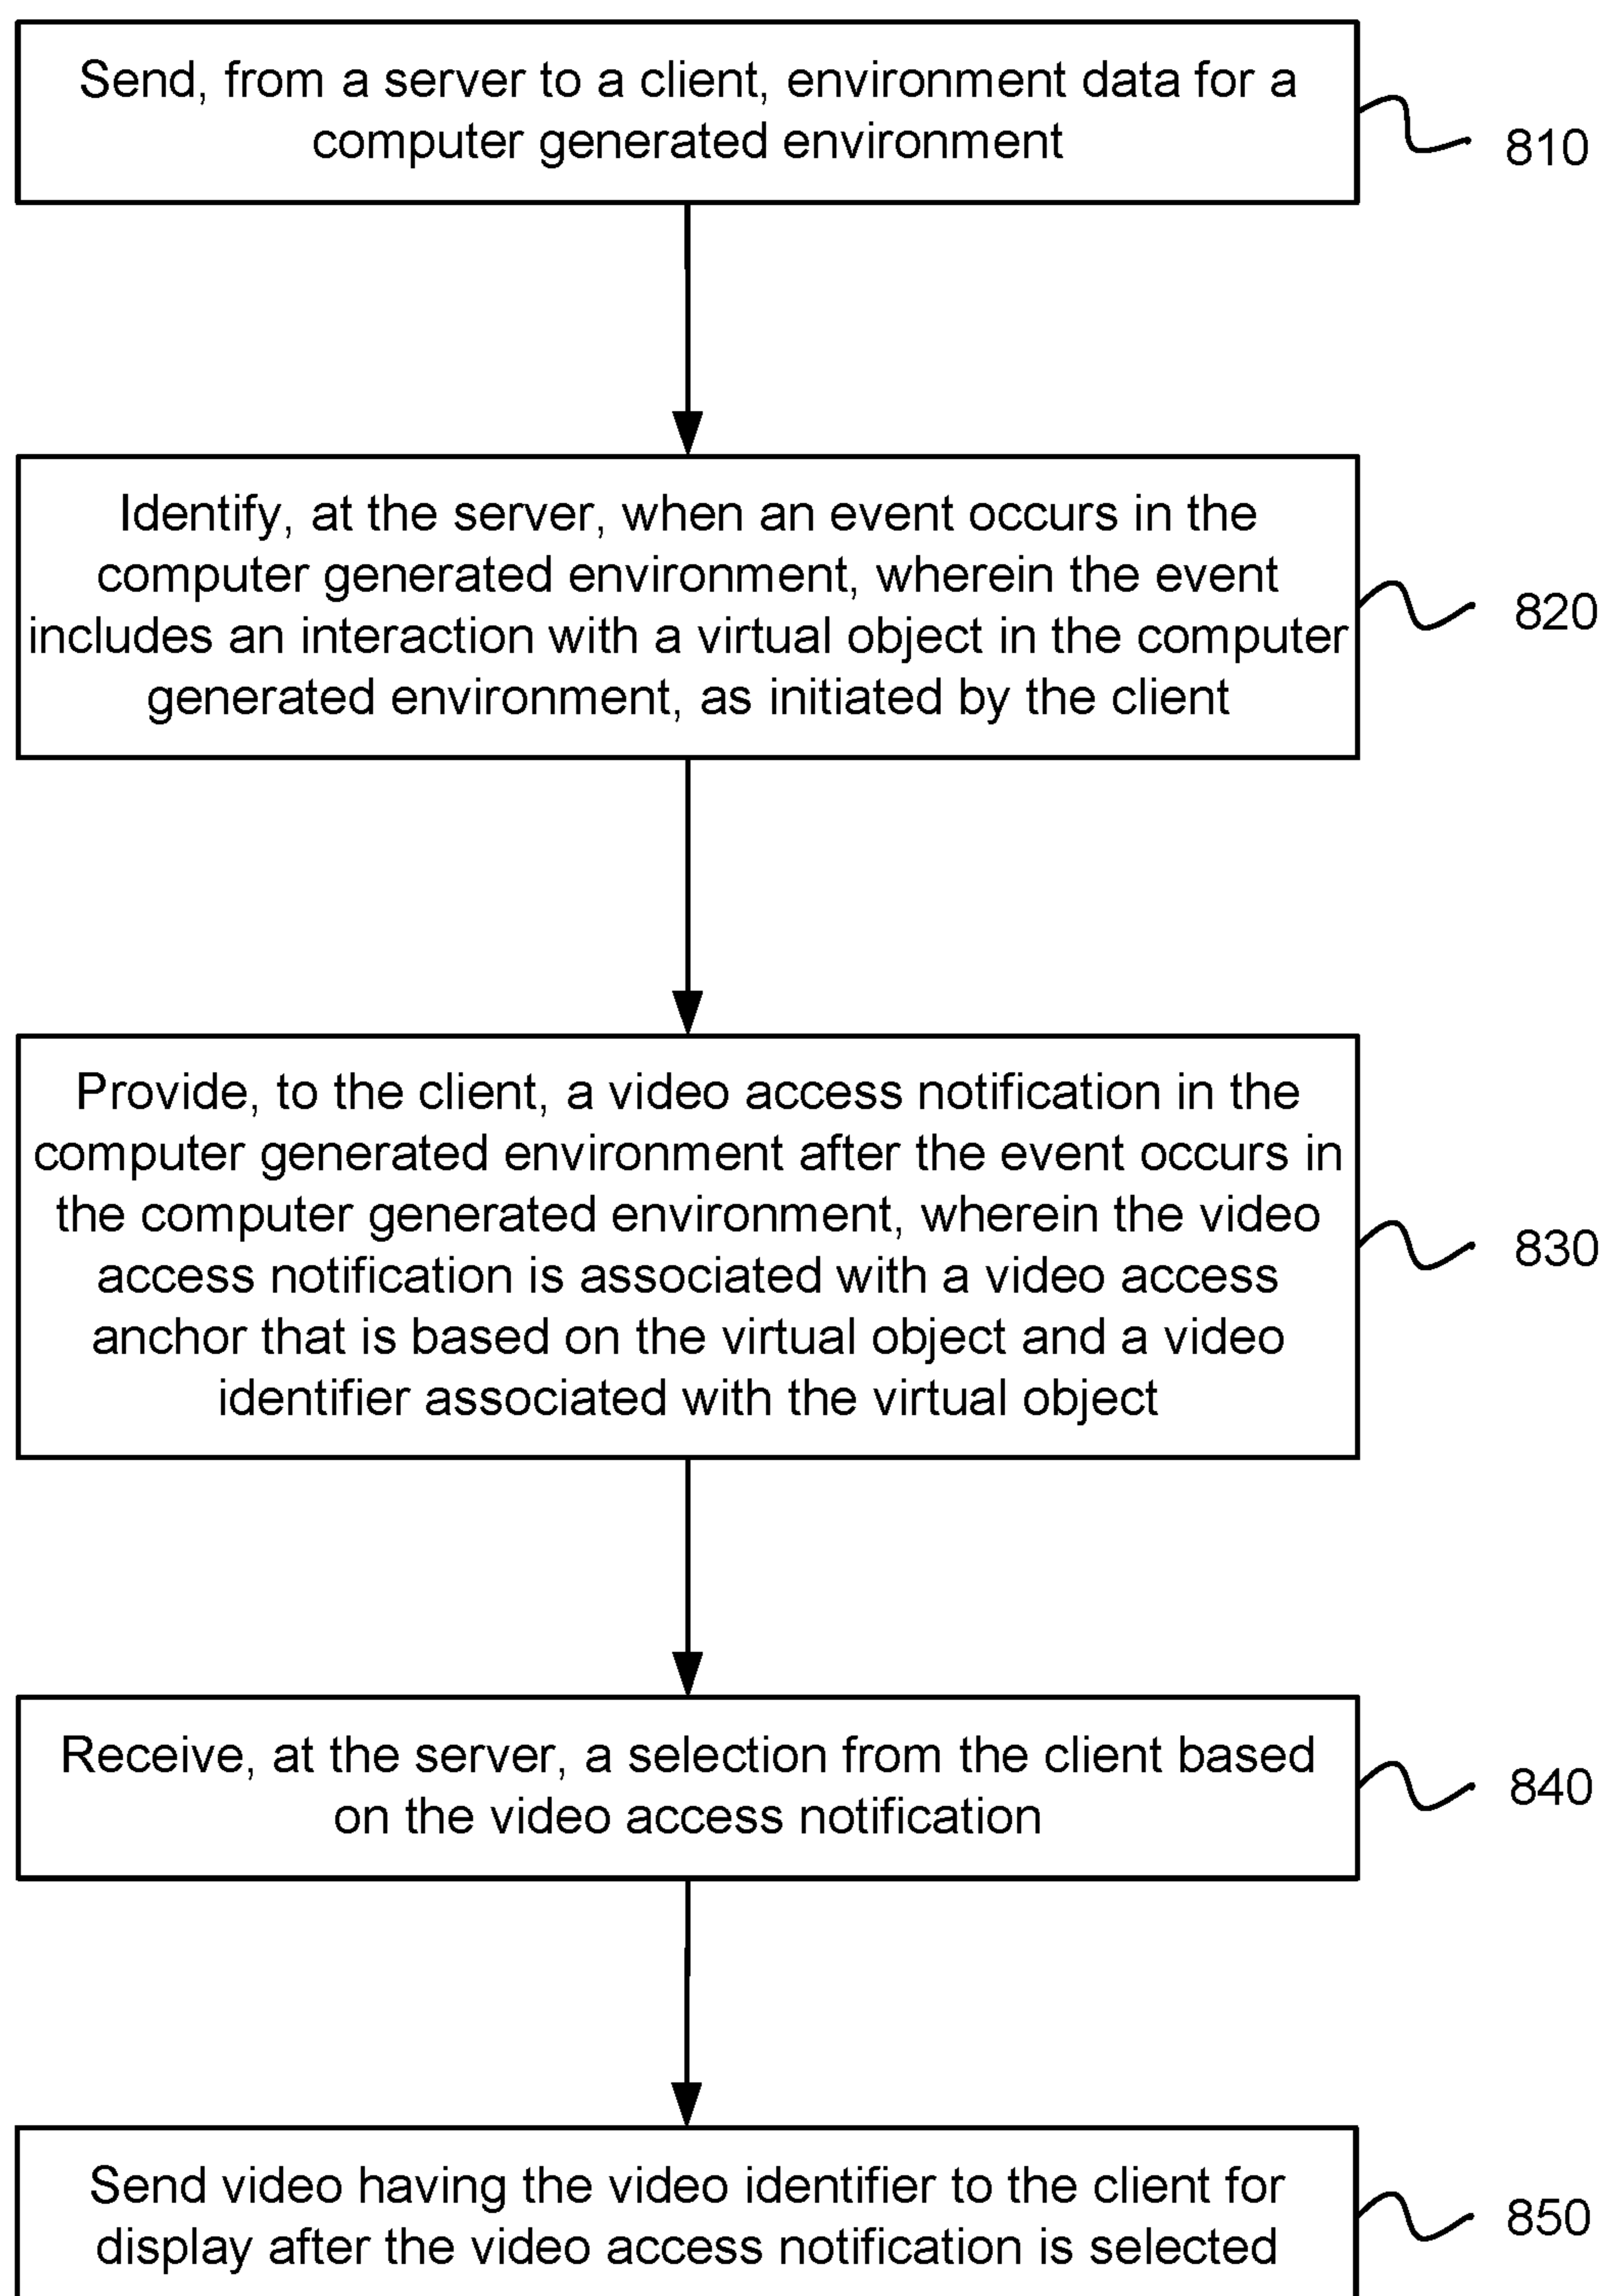 Send, from a server to a client, environment data for a
computer generated environment
810
Identify, at the server, when an event occurs in the
computer generated environment, wherein the event
includes an interaction with a virtual object in the computer
generated environment, as initiated by the client
820
Provide, to the client, a video access notification in the
computer generated environment after the event occurs in
the computer generated environment, wherein the video
access notification is associated with a video access
anchor that is based on the virtual object and a video
identifier associated with the virtual object
830
Receive, at the server, a selection from the client based
on the video access notification
840
Send video having the video identifier to the client for
display after the video access notification is selected
850